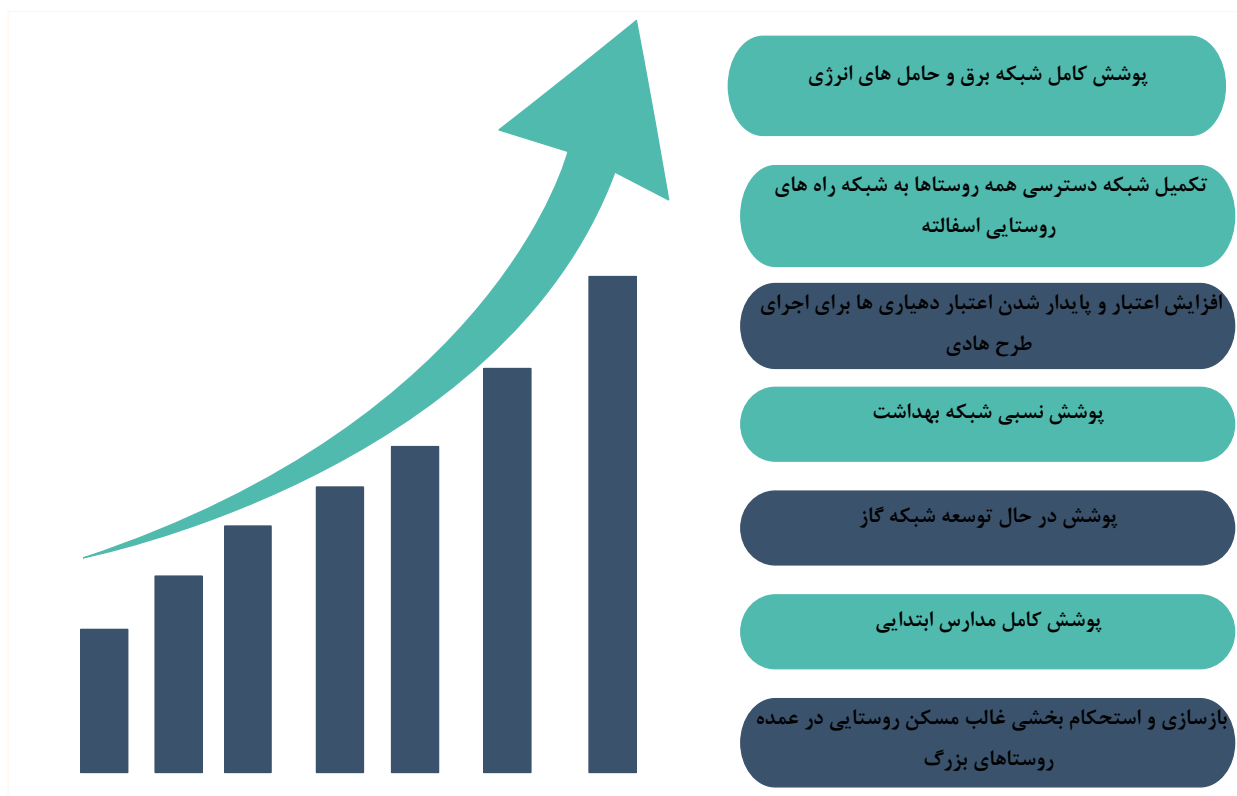 پوشش کامل شبکه برق و حامل های انرژی
تکمیل شبکه دسترسی همه روستاها به شبکه راه های
روستایی اسفالته
افزایش اعتبار و پایدار شدن اعتبار دهیاری ها برای اجرای
طرح هادی
پوشش نسبی شبکه بهداشت
پوشش در حال توسعه شبکه گاز
پوشش کامل مدارس ابتدایی
بازسازی و استحکام بخشی غالب مسکن روستایی در عمده
روستاهای بزرگ